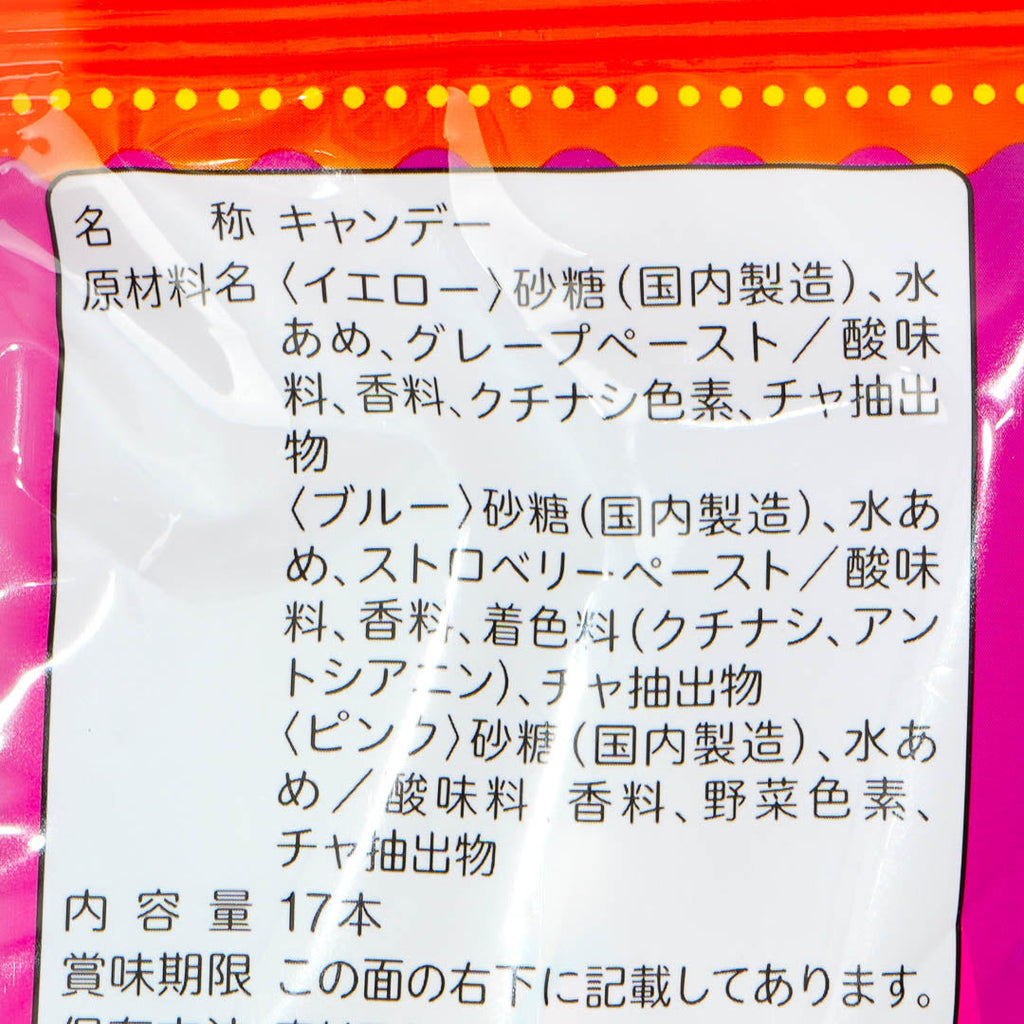 名称 キャンデー
原材料名 〈イエロー〉砂糖(国内製造)、水
あめ、グレープペースト/酸味
料、香料、クチナシ色素、チャ抽出
物
〈ブルー〉砂糖(国内製造)、水あ
め、ストロベリーペースト/酸味
料、香料、着色料(クチナシ、アン
トシアニン)、チャ抽出物
〈ピンク〉砂糖(国内製造)、水あ
め/酸味料、香料、野菜色素、
チャ抽出物
内容量 17本
賞味期限 この面の右下に記載してあります。